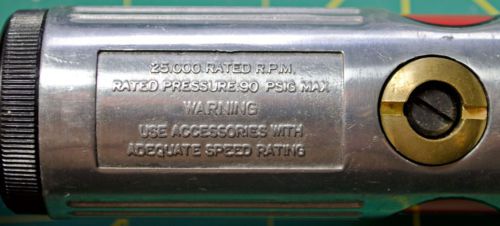 25,000 RATED R.P.M.
RATED PRESSURE:90 PSIG MAX
WARNING
USE ACCESSORIES WITH
ADEQUATE SPEED RATING